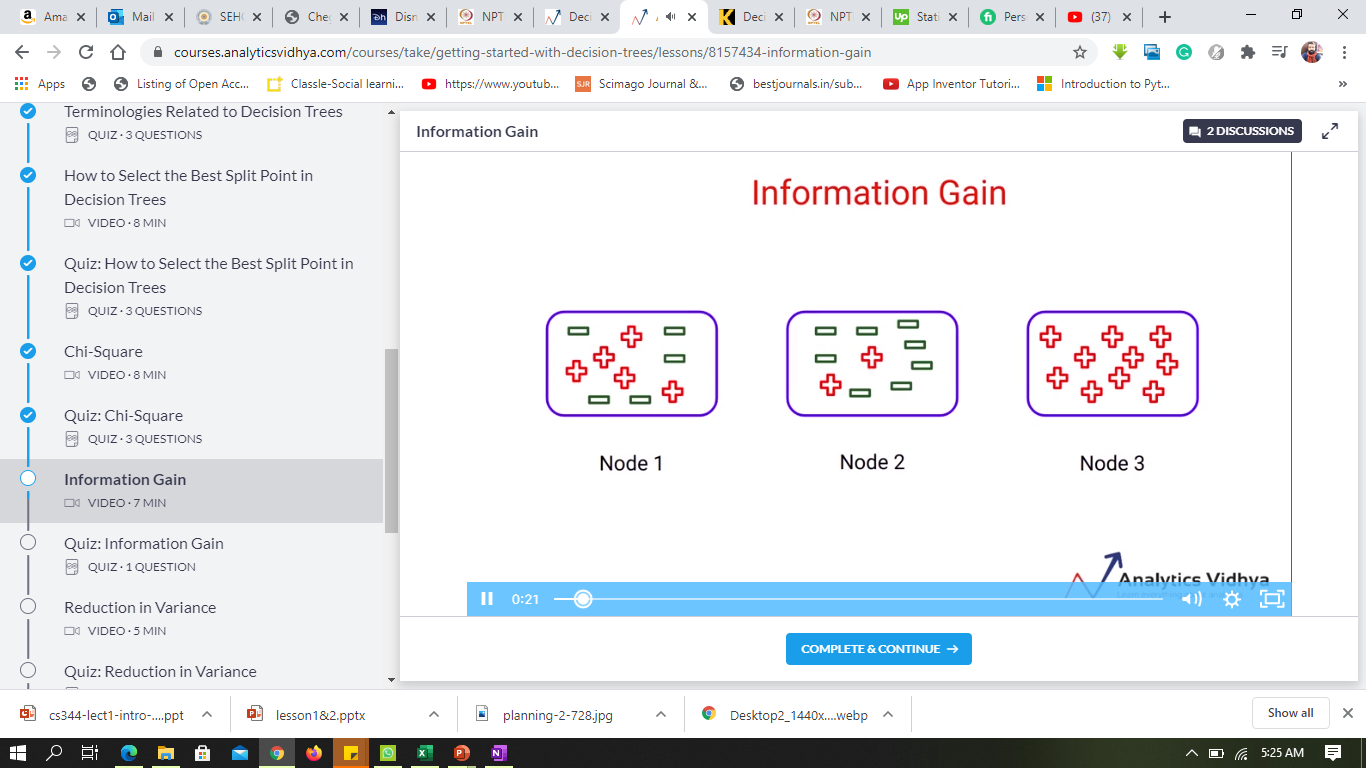 Ama
Mail
SEHC
Che
Disn
NPT
Deci
Deci
NPT
Stati
Pers
(37)
courses.analyticsvidhya.com/courses/take/getting-started-with-decision-trees/lessons/8157434-information-gain
Apps
Listing of Open Acc...
Classle-Social learni...
https://www.youtub...
SJR Scimago Journal &...
bestjournals.in/sub...
App Inventor Tutori...
Introduction to Pyt...
»
Terminologies Related to Decision Trees
QUIZ · 3 QUESTIONS
How to Select the Best Split Point in
Decision Trees
VIDEO · 8 MIN
Quiz: How to Select the Best Split Point in
Decision Trees
QUIZ · 3 QUESTIONS
Chi-Square
VIDEO · 8 MIN
Quiz: Chi-Square
QUIZ · 3 QUESTIONS
Information Gain
VIDEO · 7 MIN
Quiz: Information Gain
QUIZ · 1 QUESTION
Reduction in Variance
VIDEO · 5 MIN
Quiz: Reduction in Variance
Information Gain
2 DISCUSSIONS
Information Gain
Node 1
Node 2
Node 3
Analytics Vidhya
0:21
COMPLETE & CONTINUE →
cs344-lect1-intro-....ppt
lesson1&2.pptx
planning-2-728.jpg
Desktop2_1440x....webp
Show all
5:25 AM